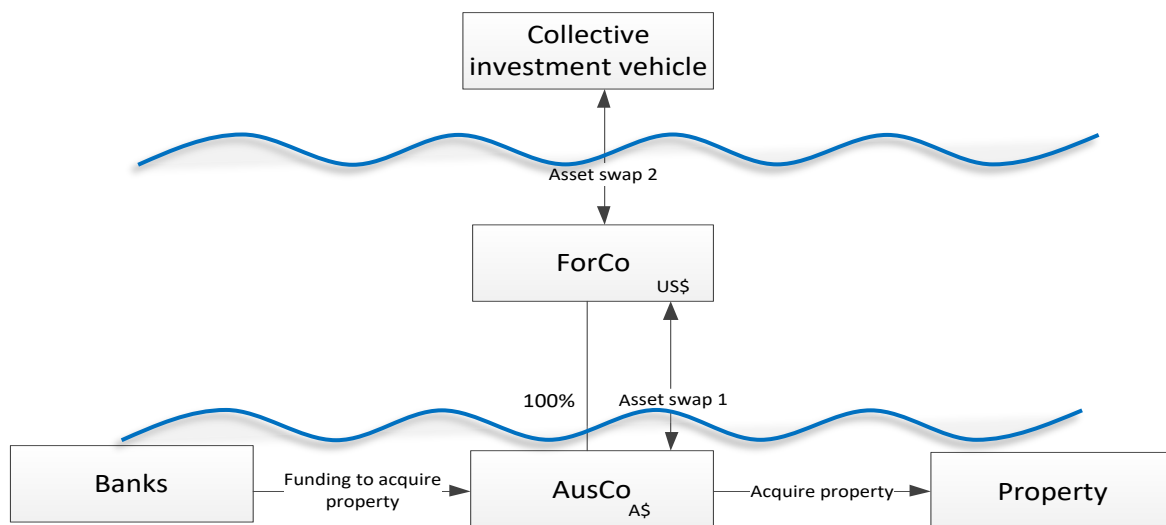 Collective
investment vehicle
Asset swap 2
ForCo
US$
100%
Asset swap 1
Banks
Funding to acquire
property
AusCo
A$
Acquire property
Property